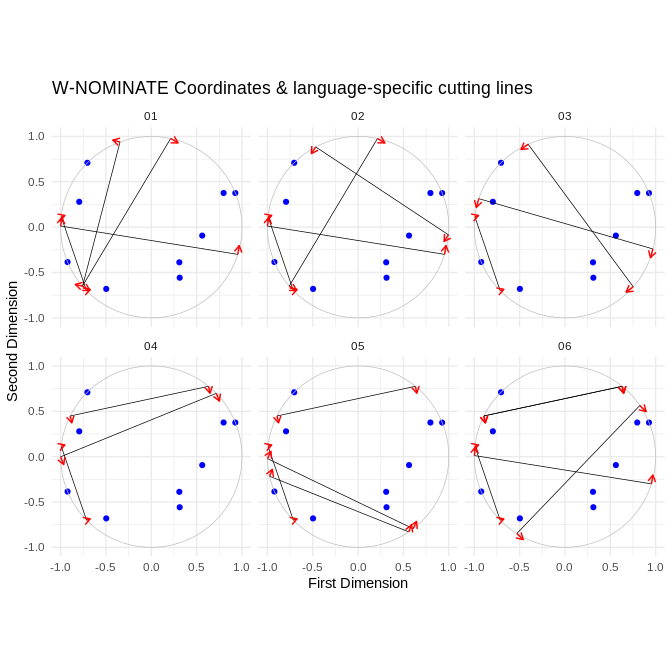 W-NOMINATE Coordinates & language-specific cutting lines
01 02 03
1.0
0.5
0.0
-0.5
-1.0
04 05 06
1.0
0.5
0.0
-0.5
-1.0
-1.0 -0.5 0.0 0.5 1.0 -1.0 -0.5 0.0 0.5 1.0 -1.0 -0.5 0.0 0.5 1.0
First Dimension
Second Dimension